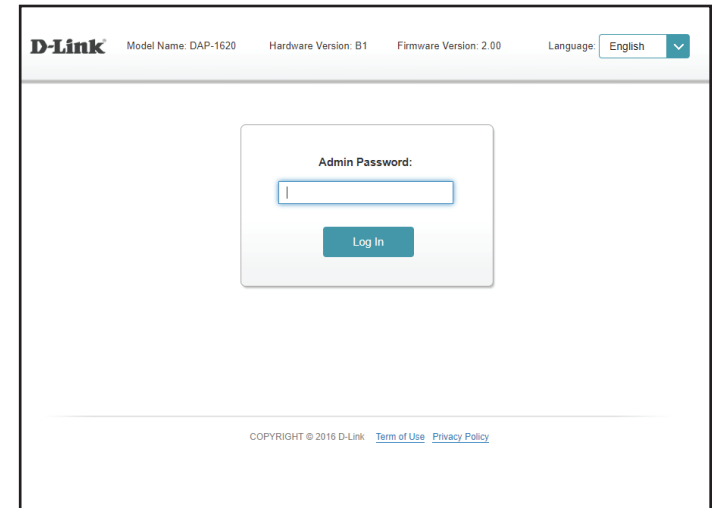 D-Link Model Name: DAP-1620 Hardware Version: B1 Firmware Version: 2.00 Language: English
Admin Password:
Log In
COPYRIGHT © 2016 D-Link Term of Use Privacy Policy